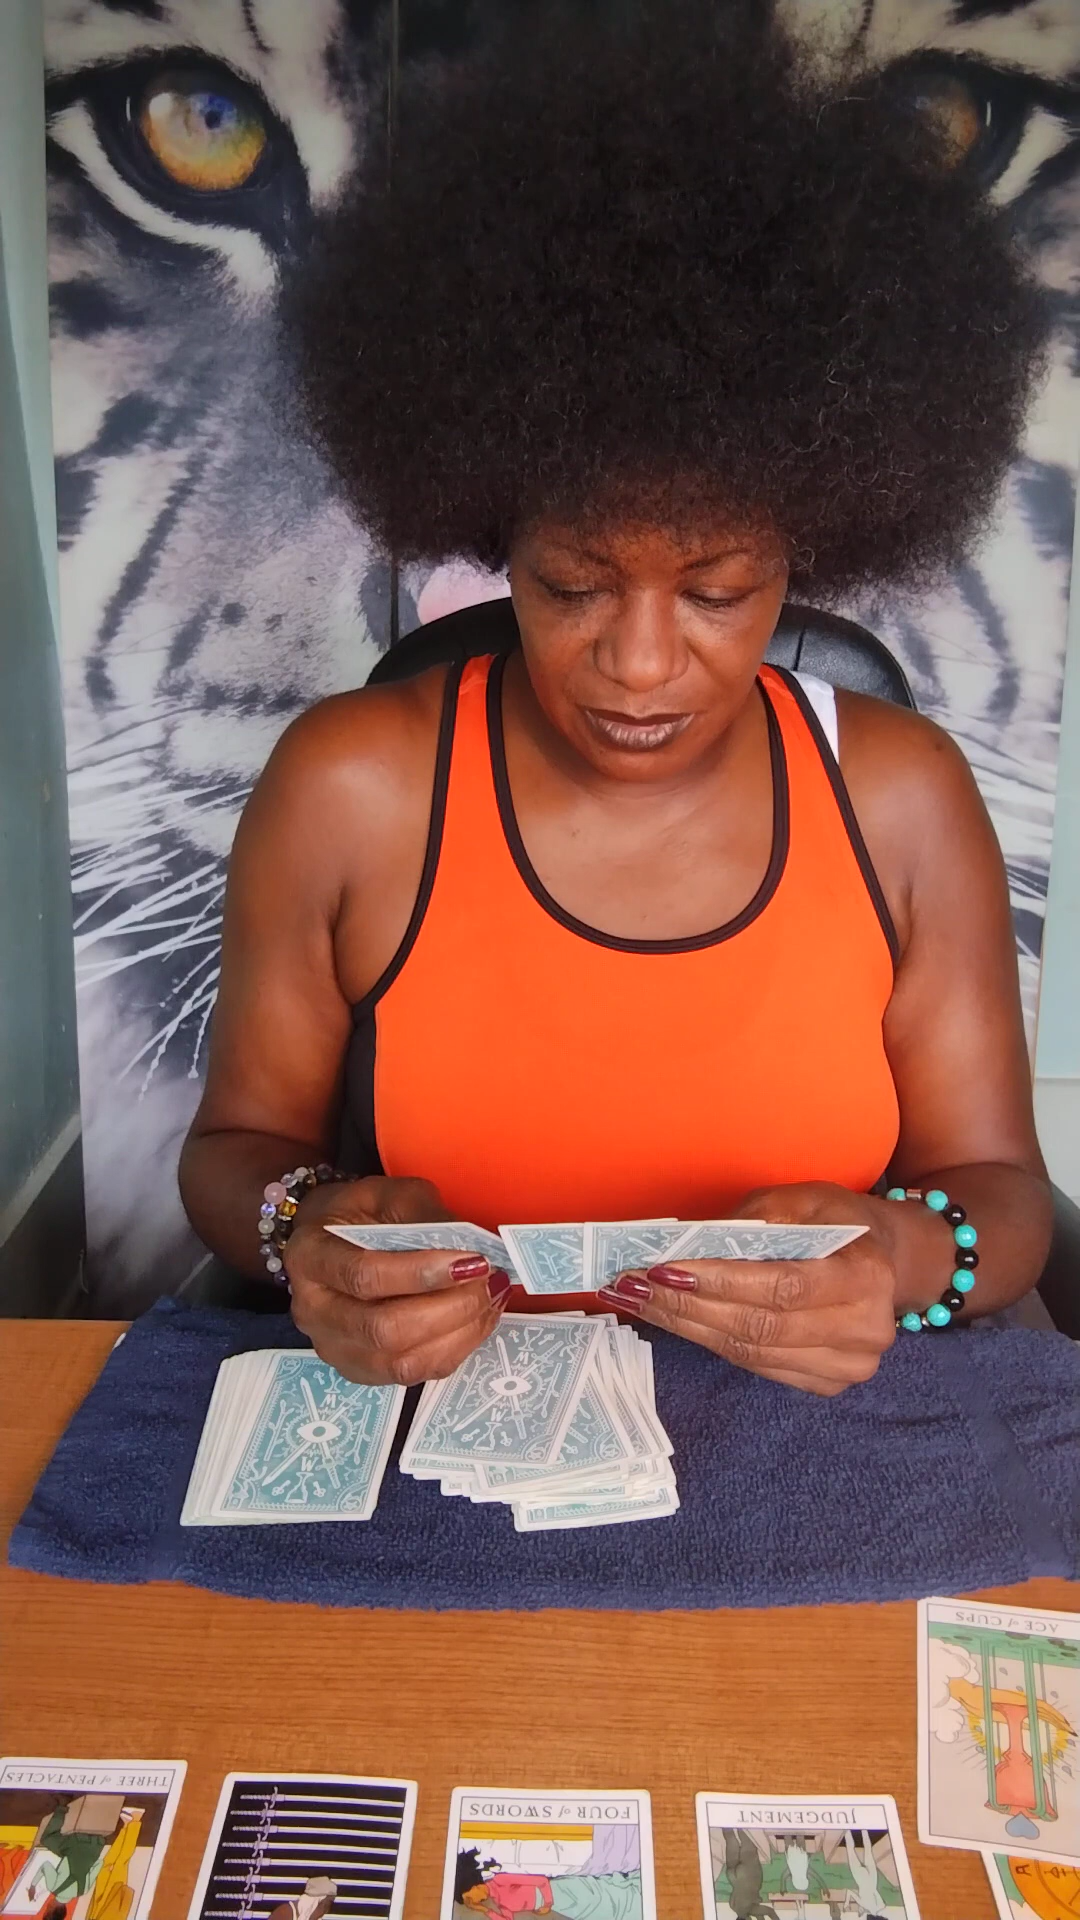 ACE of CUPS
THREE of PENTACLES
FOUR of SWORDS
JUDGEMENT
W
W
W
W
A